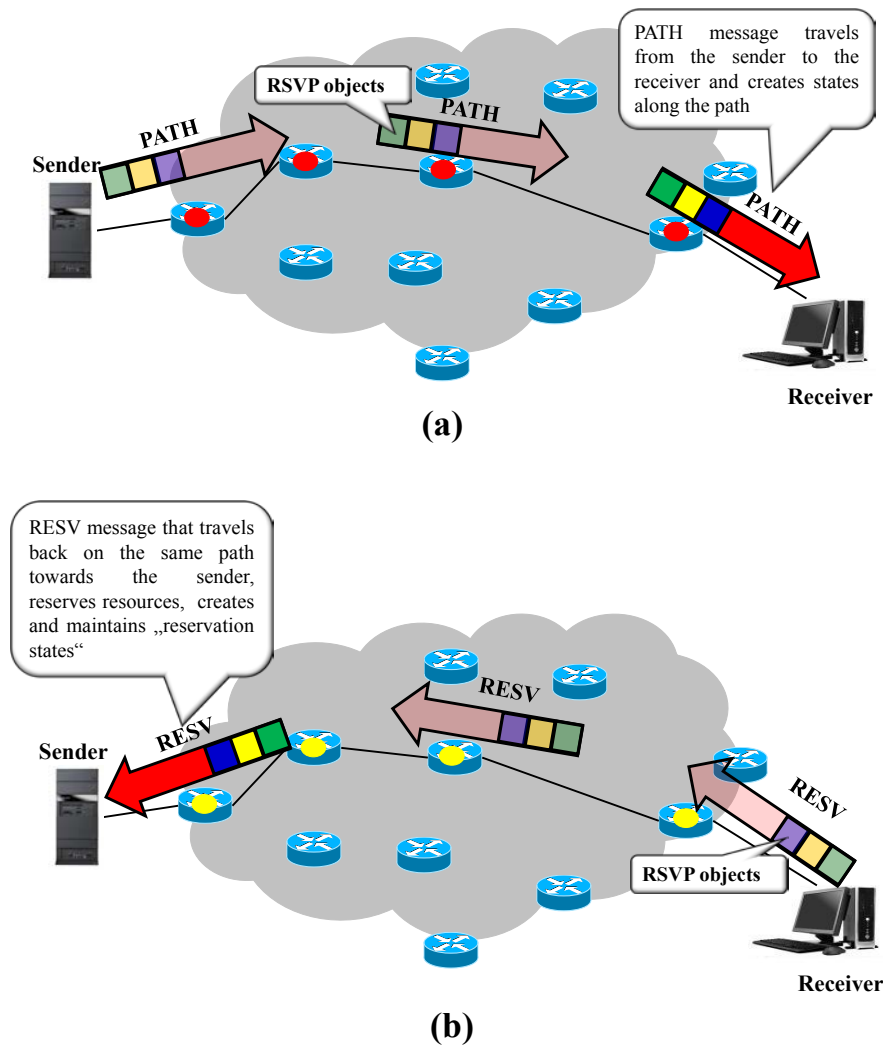 PATH message travels
from the sender to the
receiver and creates states
along the path
RSVP objects
PATH
PATH
Sender
PATH
Receiver
(a)
RESV message that travels
back on the same path
towards the sender,
reserves resources, creates
and maintains „reservation
states“
RESV
RESV
Sender
RESV
RSVP objects
Receiver
(b)